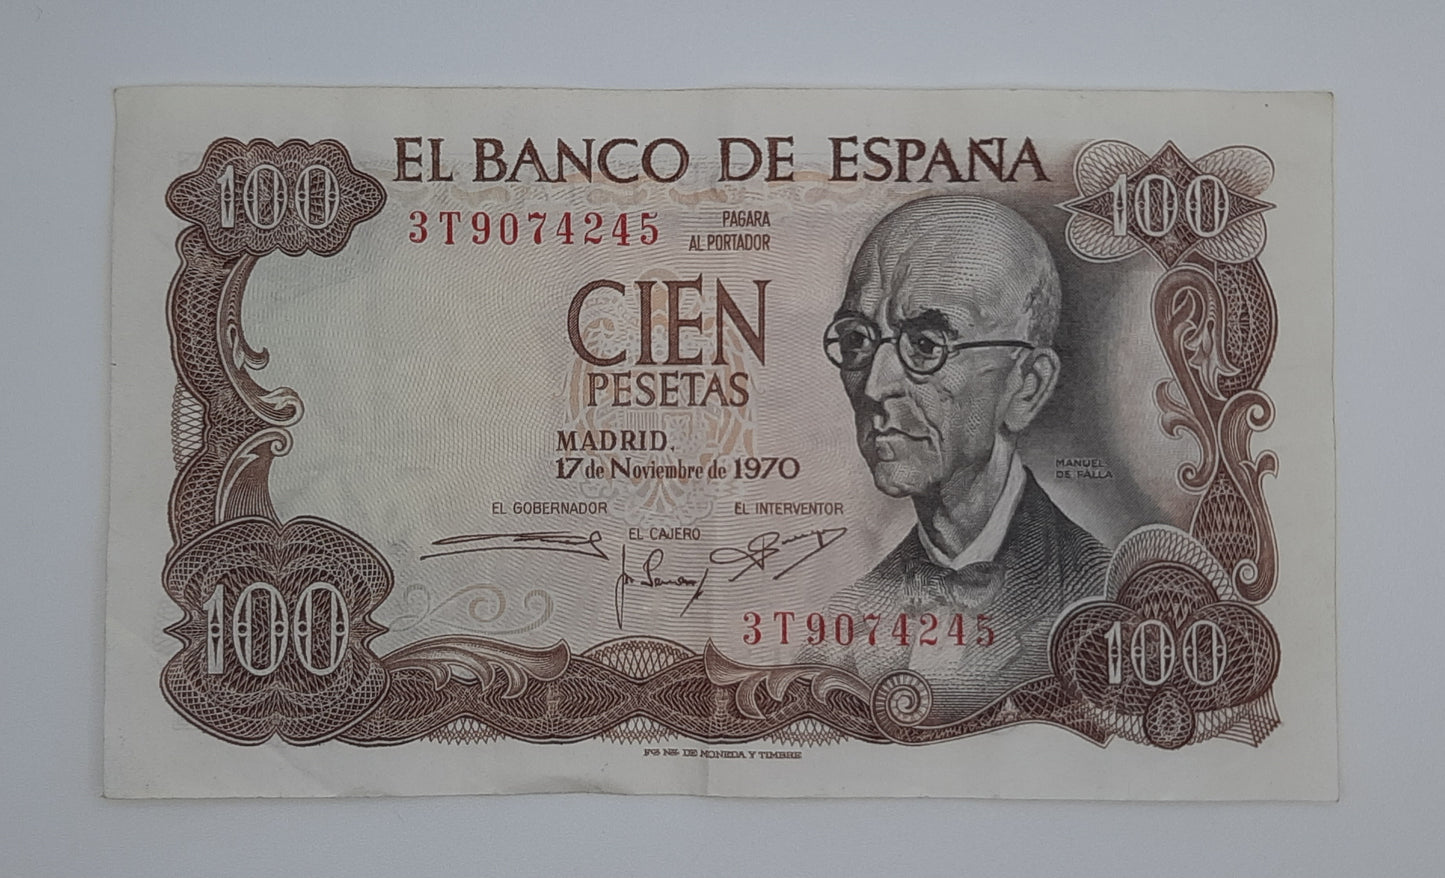 EL BANCO DE ESPAÑA
100
100
3T9074245
PAGARA
AL PORTADOR
CIEN
PESETAS
MADRID,
17 de Noviembre de 1970
MANUEL
DE FALLA
EL GOBERNADOR
EL INTERVENTOR
EL CAJERO
3T9074245
100
100
FCA NAL DE MONEDA Y TIMBRE